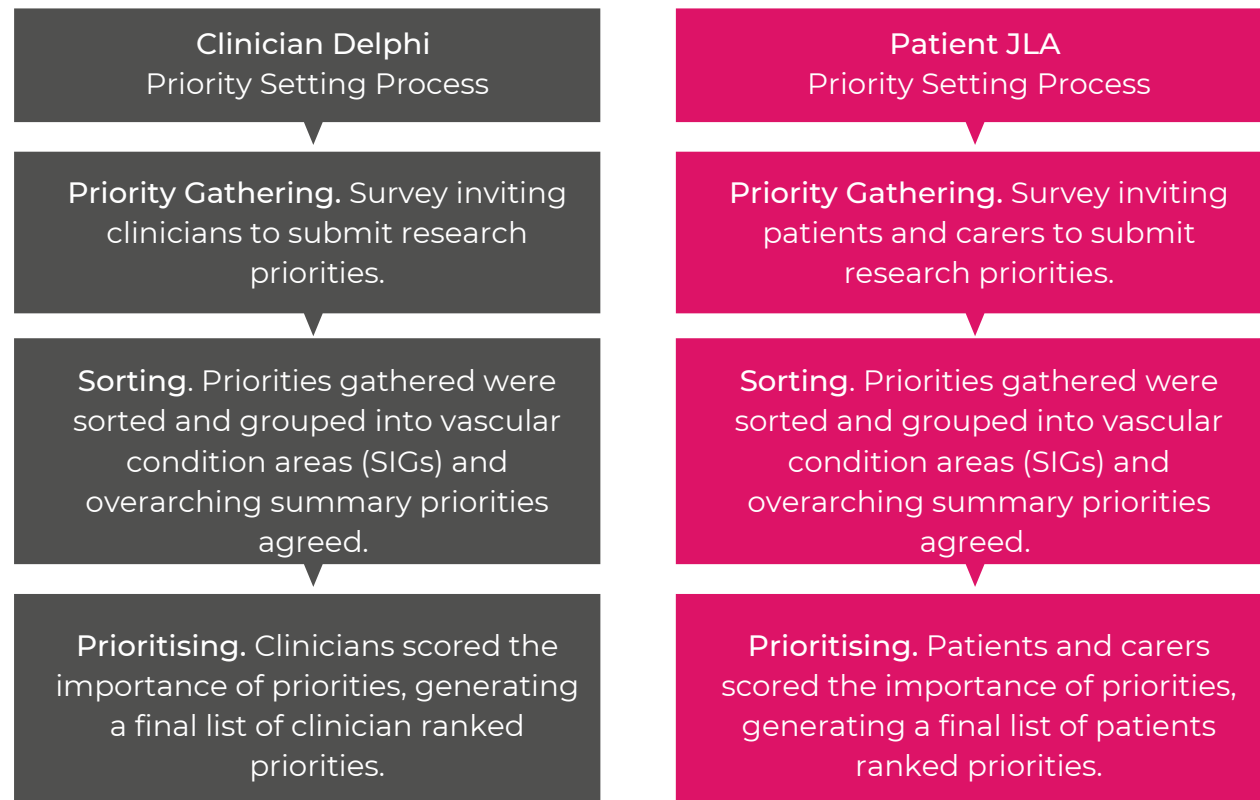 Clinician Delphi
Priority Setting Process
Priority Gathering. Survey inviting
clinicians to submit research
priorities.
Sorting. Priorities gathered were
sorted and grouped into vascular
condition areas (SIGs) and
overarching summary priorities
agreed.
Prioritising. Clinicians scored the
importance of priorities, generating
a final list of clinician ranked
priorities.
Patient JLA
Priority Setting Process
Priority Gathering. Survey inviting
patients and carers to submit
research priorities.
Sorting. Priorities gathered were
sorted and grouped into vascular
condition areas (SIGs) and
overarching summary priorities
agreed.
Prioritising. Patients and carers
scored the importance of priorities,
generating a final list of patients
ranked priorities.